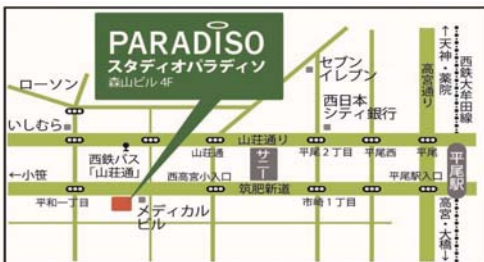 PARADISO
スタディオパラディソ
森山ビル 4F
ローソン
いしむら
西鉄バス
「山荘通」
←小笹
平和一丁目
メディカル
ビル
山荘通
西高宮小入口
サニー
山荘通り
筑肥新道
セブン
イレブン
西日本
シティ銀行
平尾2丁目
平尾西
平尾
市崎1丁目
平尾駅入口
高宮通り
↑天神・薬院
西鉄大牟田線
平尾駅
高宮・大橋↓